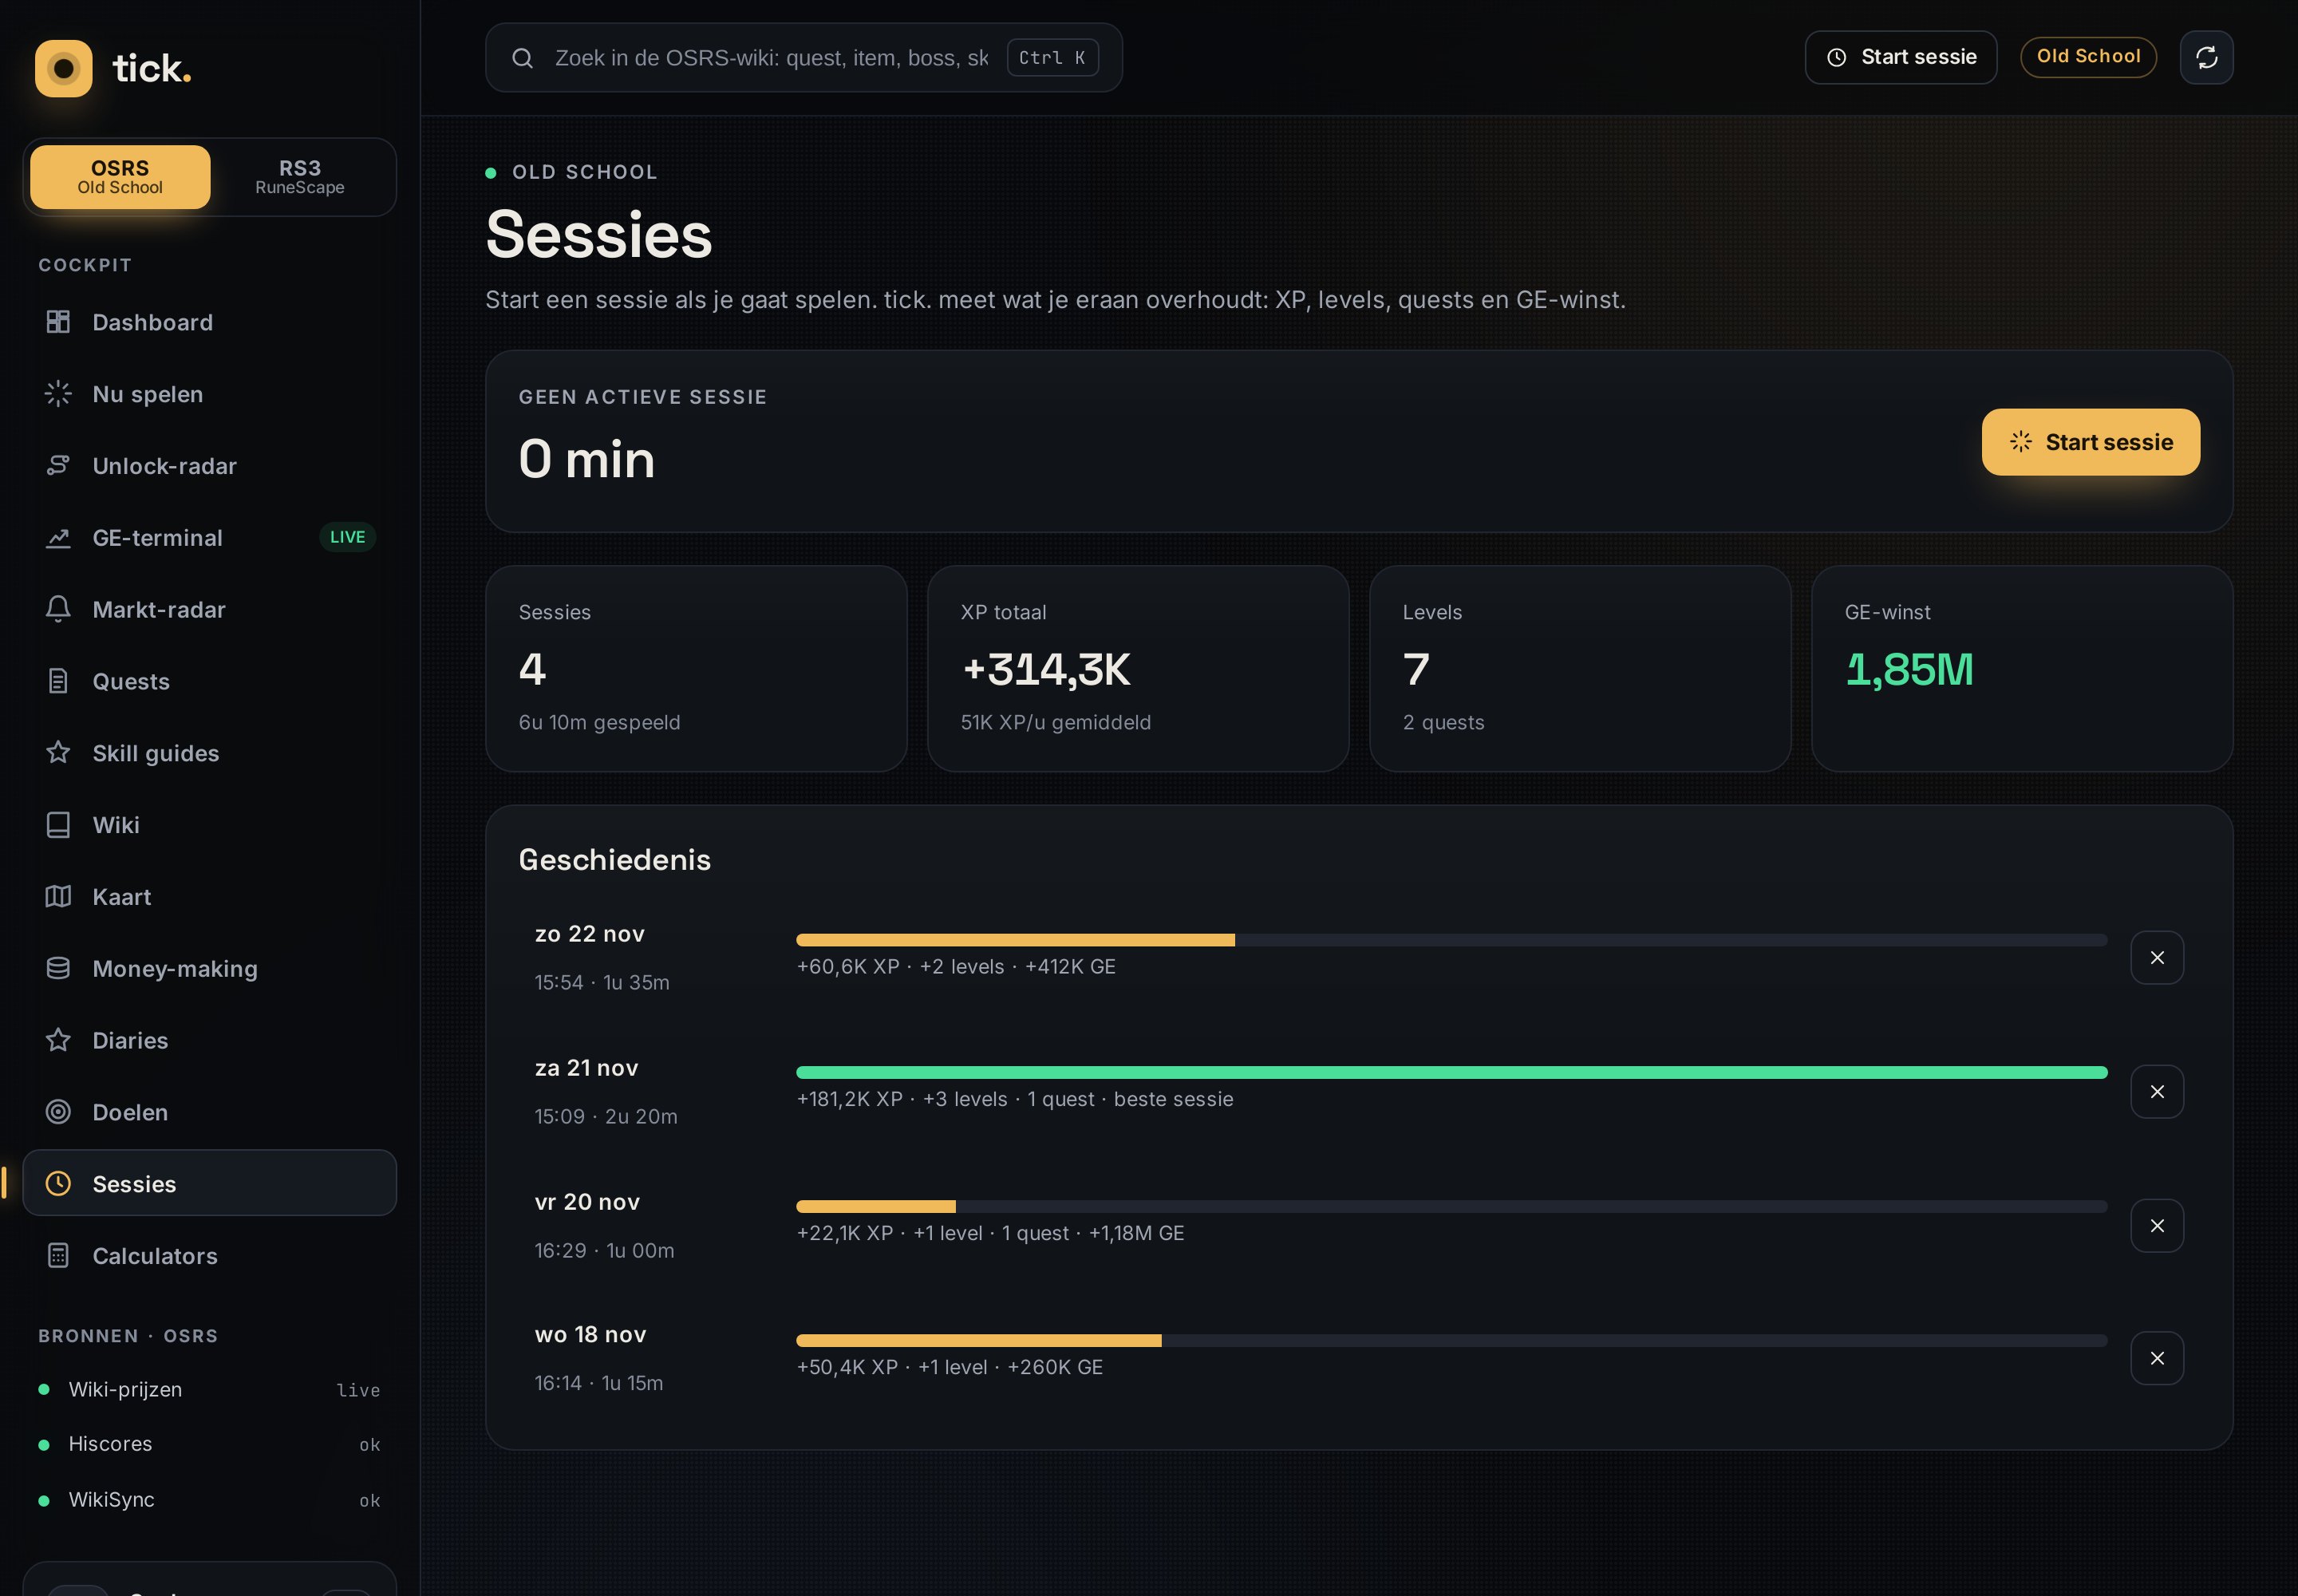 tick.
OSRS
Old School
RS3
RuneScape
COCKPIT
Dashboard
Nu spelen
Unlock-radar
GE-terminal
LIVE
Markt-radar
Quests
Skill guides
Wiki
Kaart
Money-making
Diaries
Doelen
Sessies
Calculators
BRONNEN · OSRS
Wiki-prijzen live
Hiscores ok
WikiSync ok
Zoek in de OSRS-wiki: quest, item, boss, sk
Ctrl K
Start sessie
Old School
OLD SCHOOL
Sessies
Start een sessie als je gaat spelen. tick. meet wat je eraan overhoudt: XP, levels, quests en GE-winst.
GEEN ACTIEVE SESSIE
0 min
Start sessie
Sessies
4
6u 10m gespeeld
XP totaal
+314,3K
51K XP/u gemiddeld
Levels
7
2 quests
GE-winst
1,85M
Geschiedenis
zo 22 nov
15:54 · 1u 35m
+60,6K XP · +2 levels · +412K GE
za 21 nov
15:09 · 2u 20m
+181,2K XP · +3 levels · 1 quest · beste sessie
vr 20 nov
16:29 · 1u 00m
+22,1K XP · +1 level · 1 quest · +1,18M GE
wo 18 nov
16:14 · 1u 15m
+50,4K XP · +1 level · +260K GE